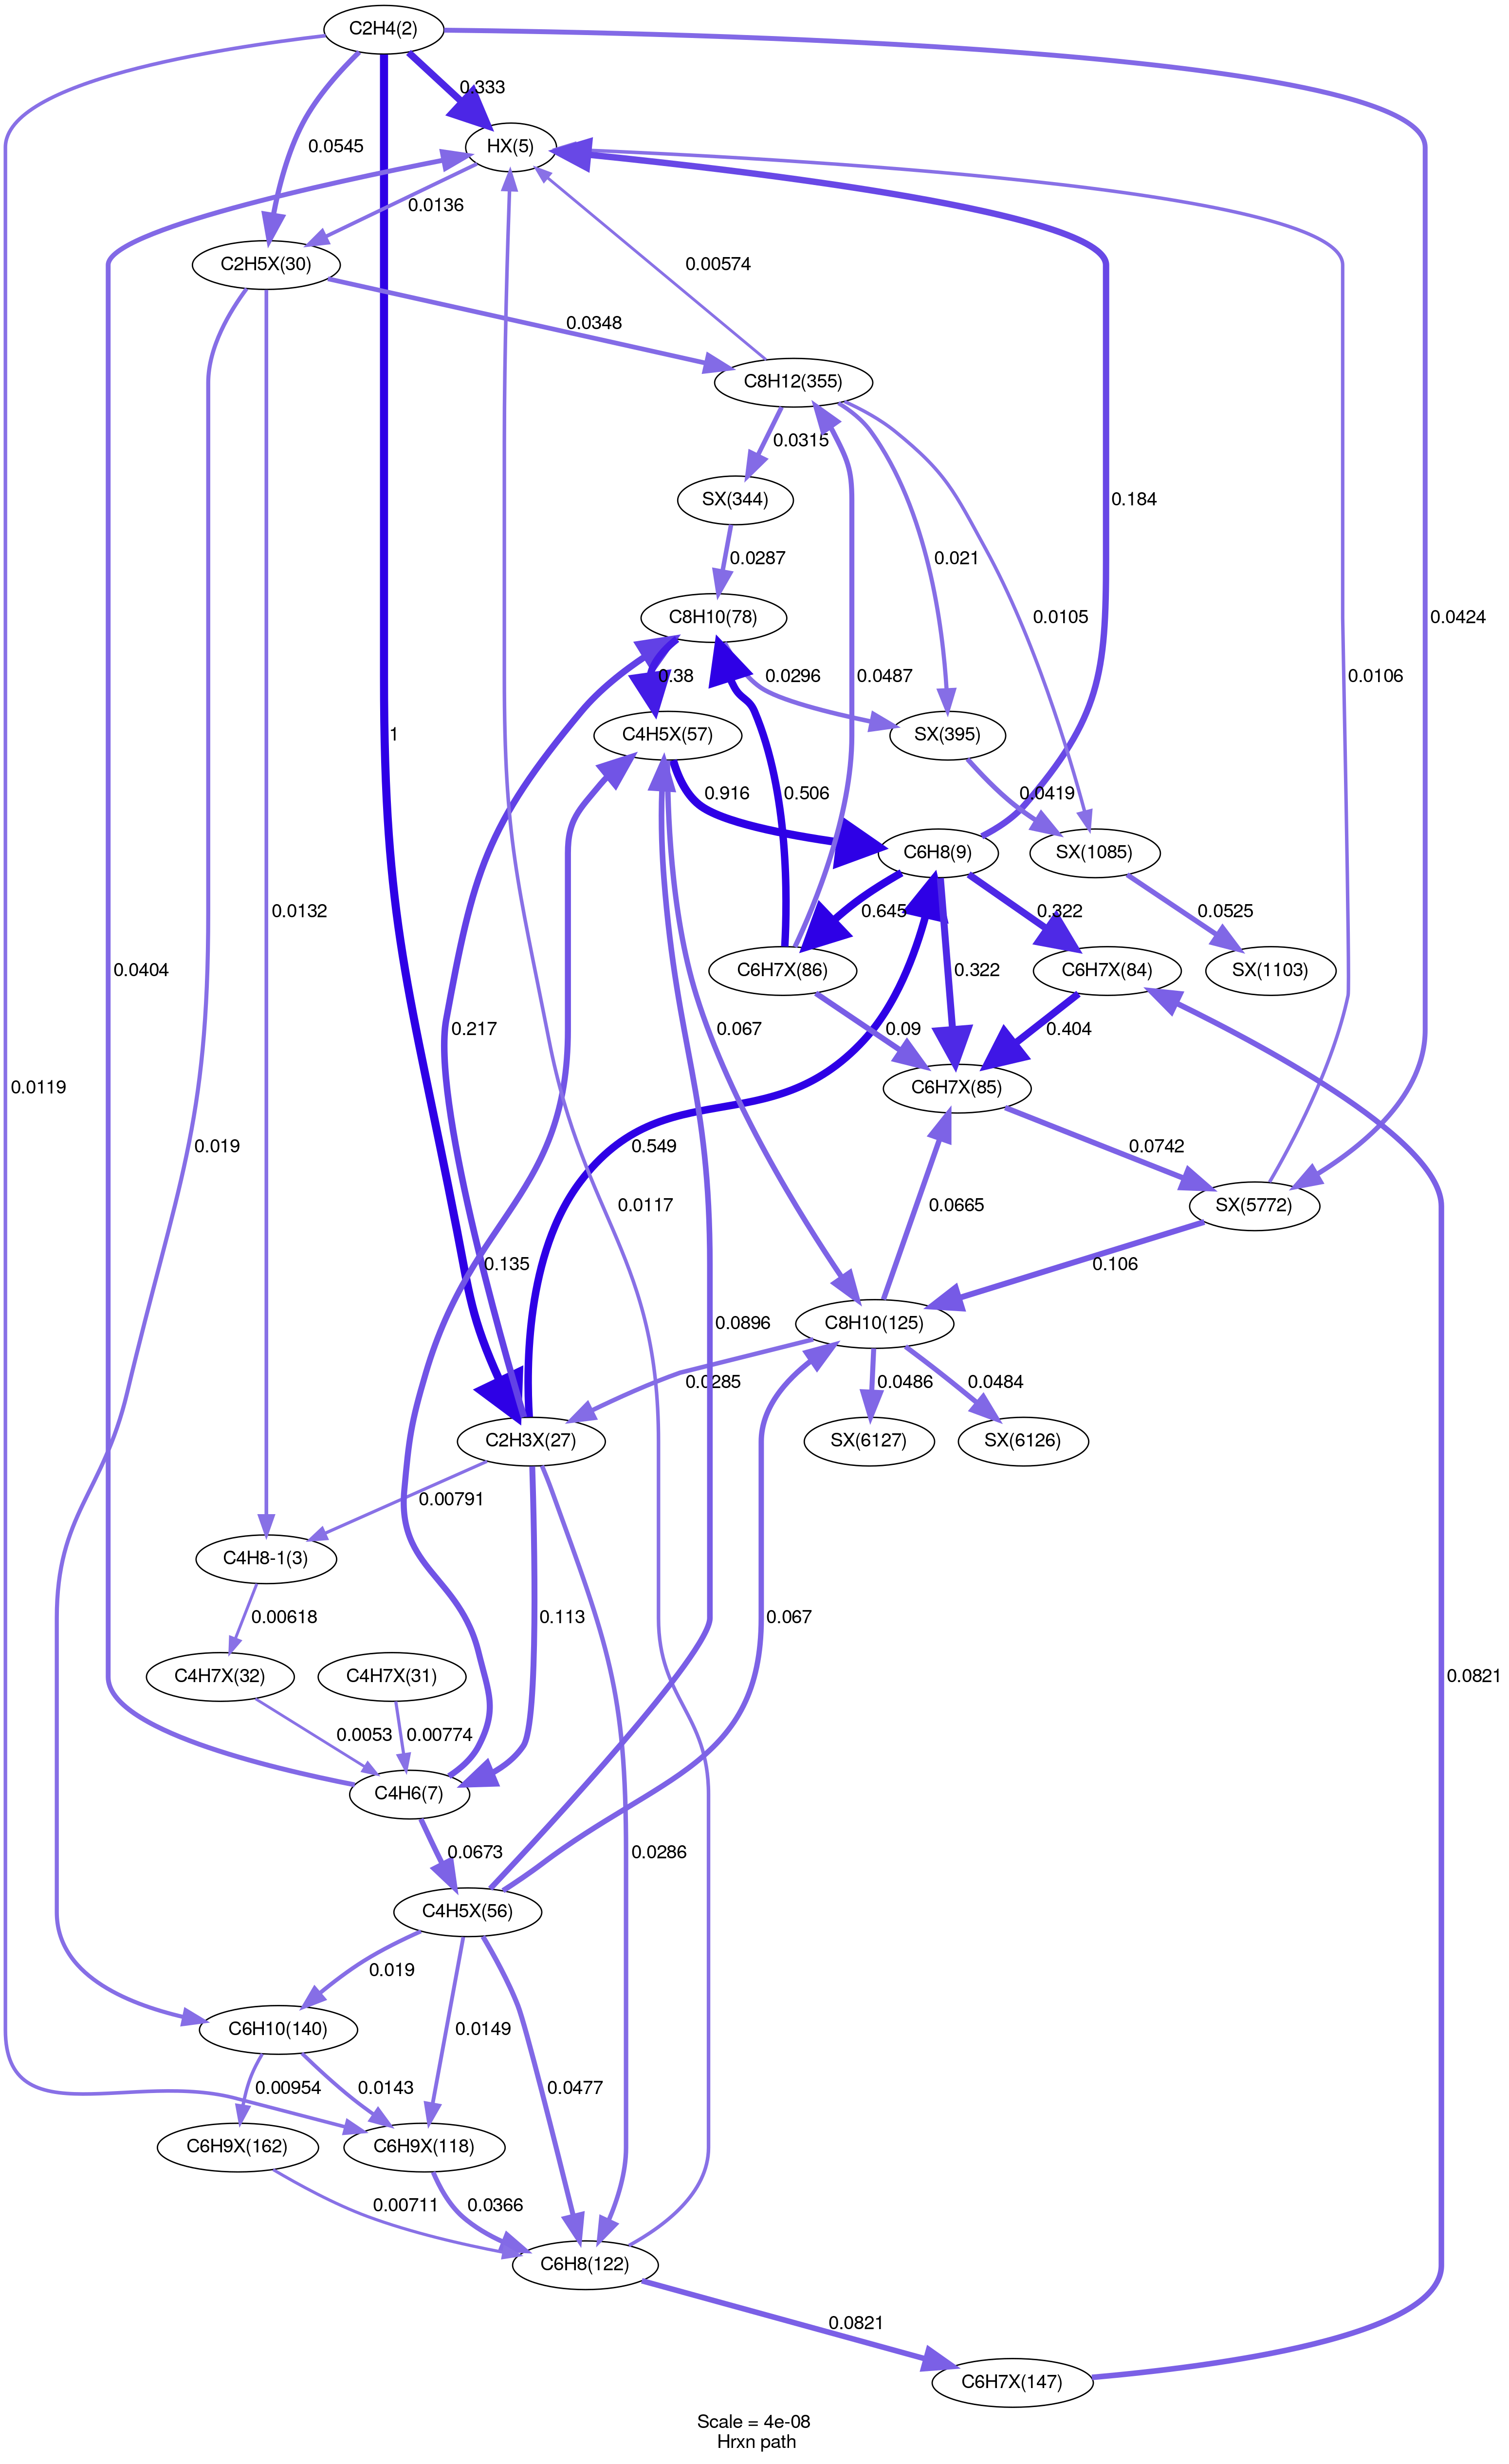 C2H4(2)
0.333
HX(5)
0.0545
0.0136
C2H5X(30)
0.00574
0.0348
C8H12(355)
0.0315
SX(344)
0.184
0.0287
0.021
0.0105
0.0424
C8H10(78)
0.38
0.0296
0.0487
0.0106
1
C4H5X(57)
SX(395)
0.916
0.506
0.0419
C6H8(9)
SX(1085)
0.0132
0.645
0.322
0.0525
0.0404
C6H7X(86)
C6H7X(84)
SX(1103)
0.217
0.067
0.09
0.322
0.404
0.0119
C6H7X(85)
0.019
0.549
0.0742
0.0117
0.0665
SX(5772)
0.135
0.106
0.0896
C8H10(125)
0.0285
0.0486
0.0484
C2H3X(27)
SX(6127)
SX(6126)
0.00791
C4H8-1(3)
0.00618
0.113
0.067
C4H7X(32)
C4H7X(31)
0.0821
0.0053
0.00774
C4H6(7)
0.0673
0.0286
C4H5X(56)
0.019
0.0149
C6H10(140)
0.00954
0.0143
0.0477
C6H9X(162)
C6H9X(118)
0.00711
0.0366
C6H8(122)
0.0821
C6H7X(147)
Scale = 4e-08
Hrxn path